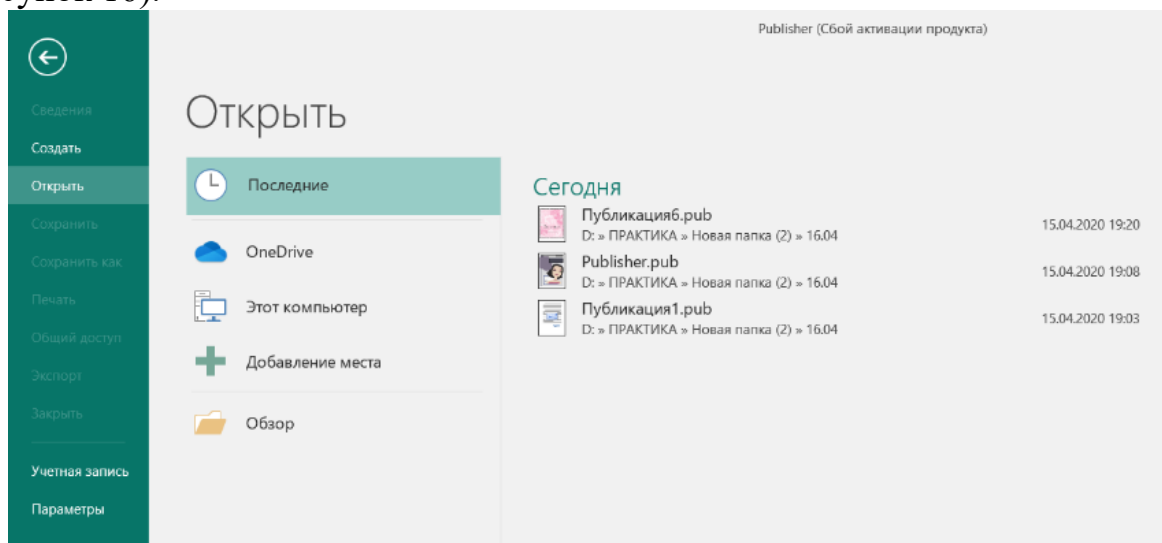 Publisher (Сбой активации продукта)
Сведения
Создать
Открыть
Сохранить
Сохранить как
Печать
Общий доступ
Экспорт
Закрыть
Учетная запись
Параметры
Открыть
Последние
OneDrive
Этот компьютер
Добавление места
Обзор
Сегодня
Публикация6.pub
D: » ПРАКТИКА » Новая папка (2) » 16.04
15.04.2020 19:20
Publisher.pub
D: » ПРАКТИКА » Новая папка (2) » 16.04
15.04.2020 19:08
Публикация1.pub
D: » ПРАКТИКА » Новая папка (2) » 16.04
15.04.2020 19:03